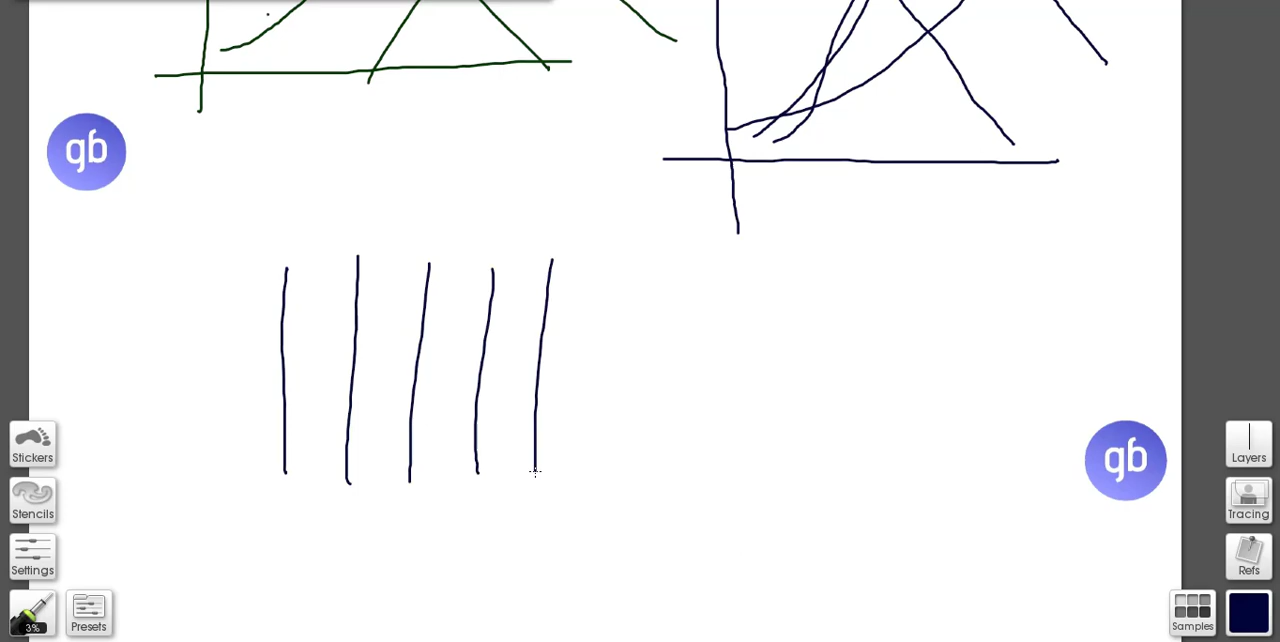 gb
gb
Stickers
Stencils
Settings
3%
Presets
Layers
Tracing
Refs
Samples